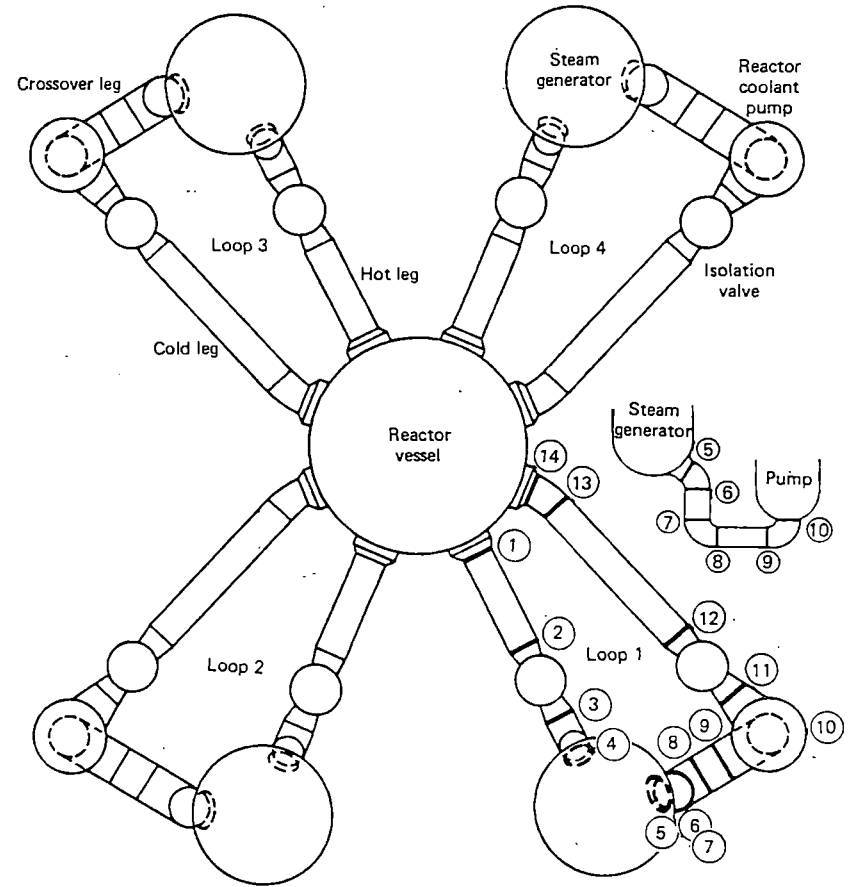 Crossover leg
Steam
generator
Reactor
coolant
pump
Loop 3
Hot leg
Loop 4
Isolation
valve
Cold leg
Reactor
vessel
Steam
generator
5
Pump
6
7
10
8
9
14
13
1
2
12
Loop 2
Loop 1
11
3
4
8
9
10
5
6
7